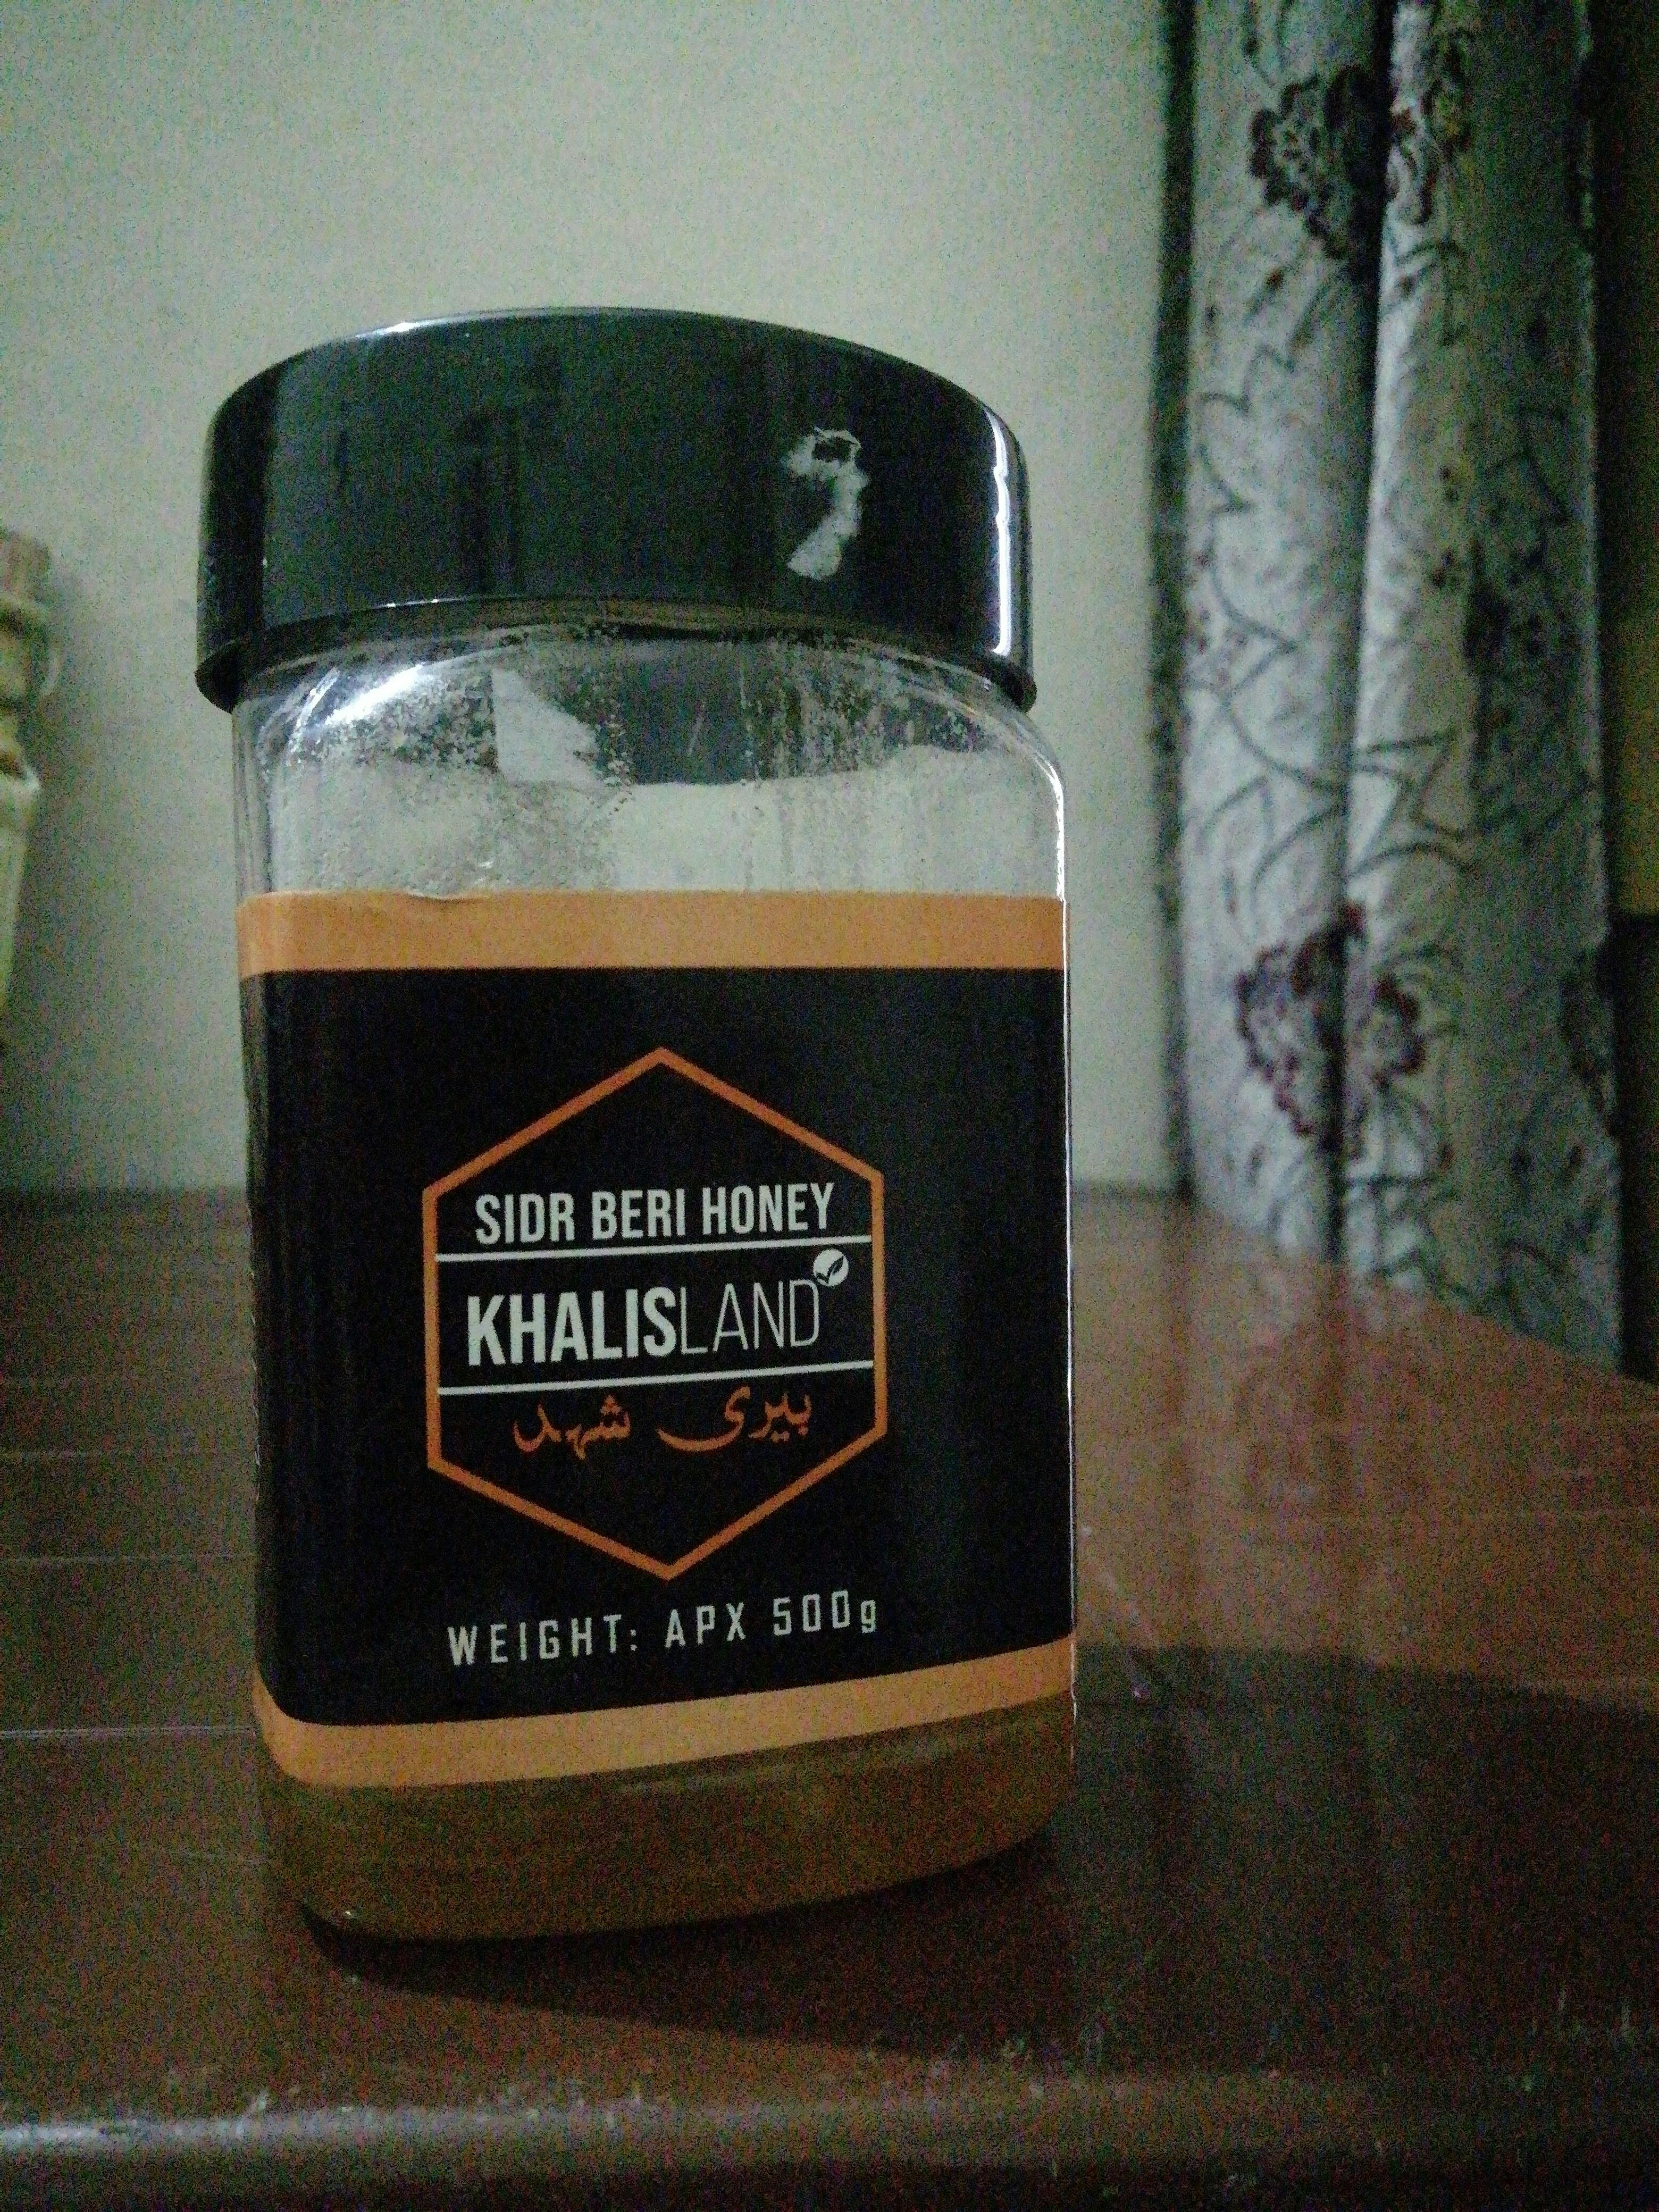 SIDR BERI HONEY
KHALISLAND
بیری شہد
WEIGHT: APX 500g